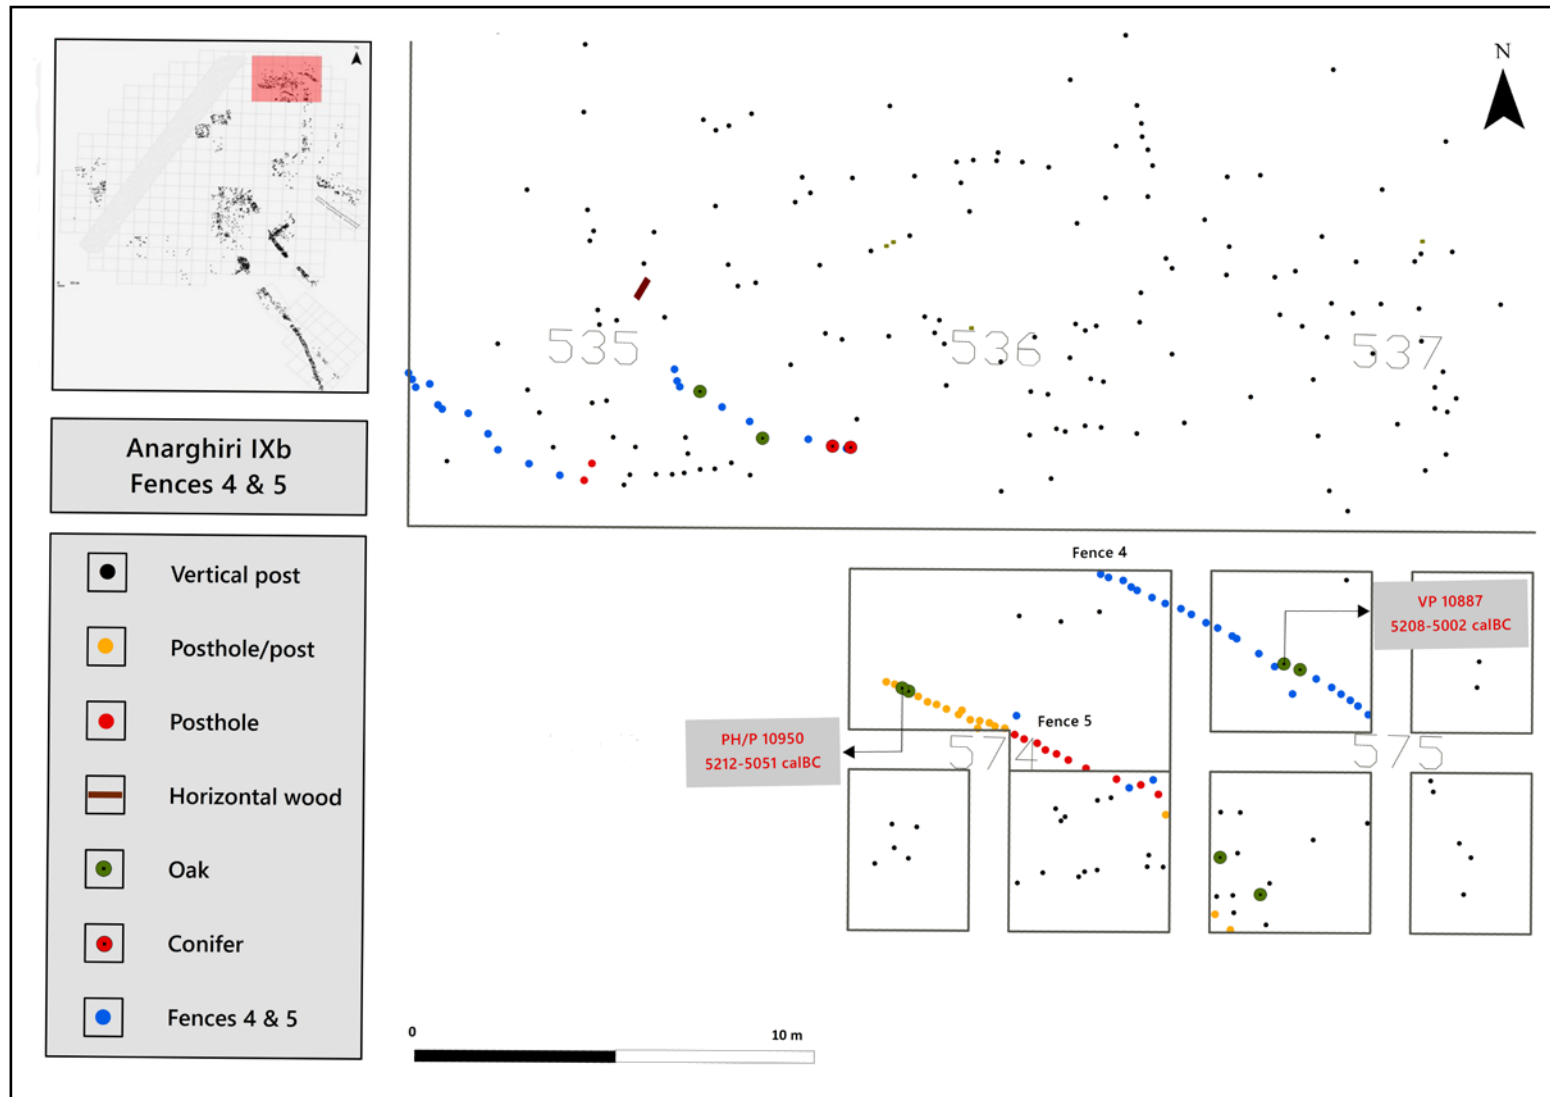 N
535
536
537
Anarghiri IXb
Fences 4 & 5
Vertical post
Posthole/post
Posthole
Horizontal wood
Oak
Conifer
Fences 4 & 5
Fence 4
VP 10887
5208-5002 calBC
Fence 5
PH/P 10950
5212-5051 calBC
574
575
0
10 m